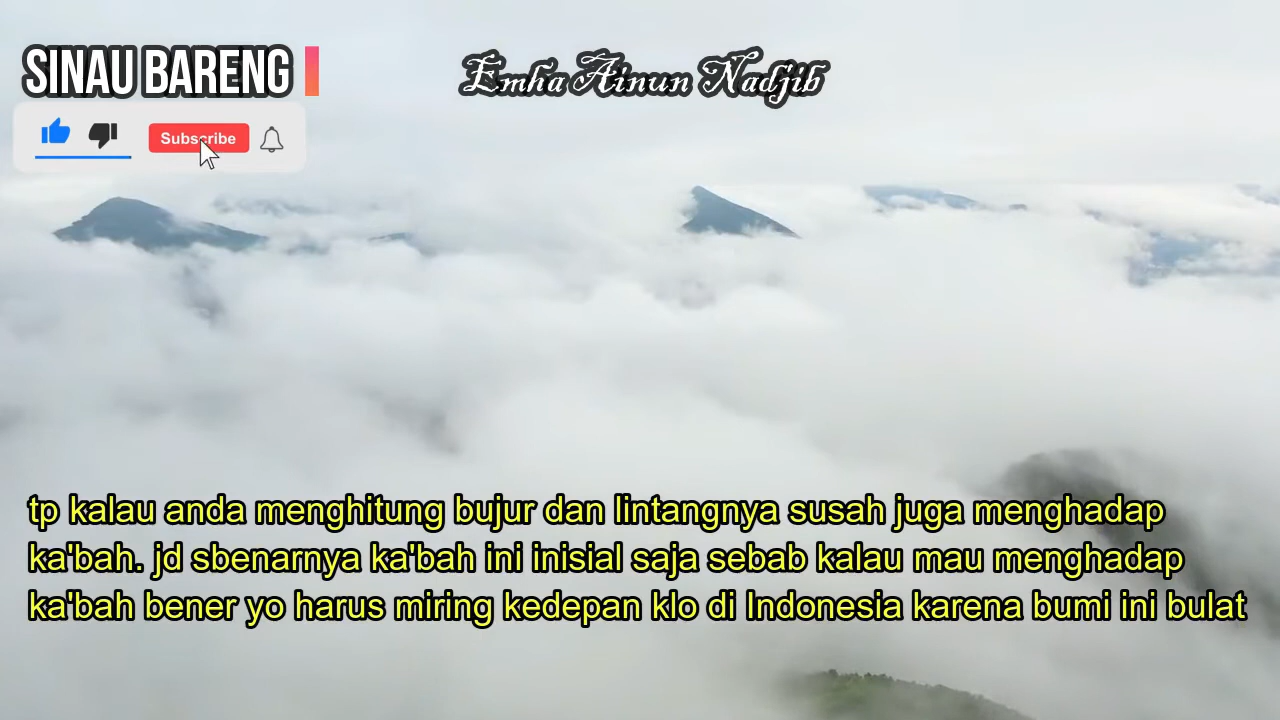 SINAU BARENG
Emha Ainun Nadjib
Subscribe
tp kalau anda menghitung bujur dan lintangnya susah juga menghadap
ka'bah. jd sbenarnya ka'bah ini inisial saja sebab kalau mau menghadap
ka'bah bener yo harus miring kedepan klo di Indonesia karena bumi ini bulat